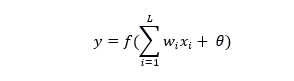 y = f(∑_{i=1}^{L} w_i x_i + θ)